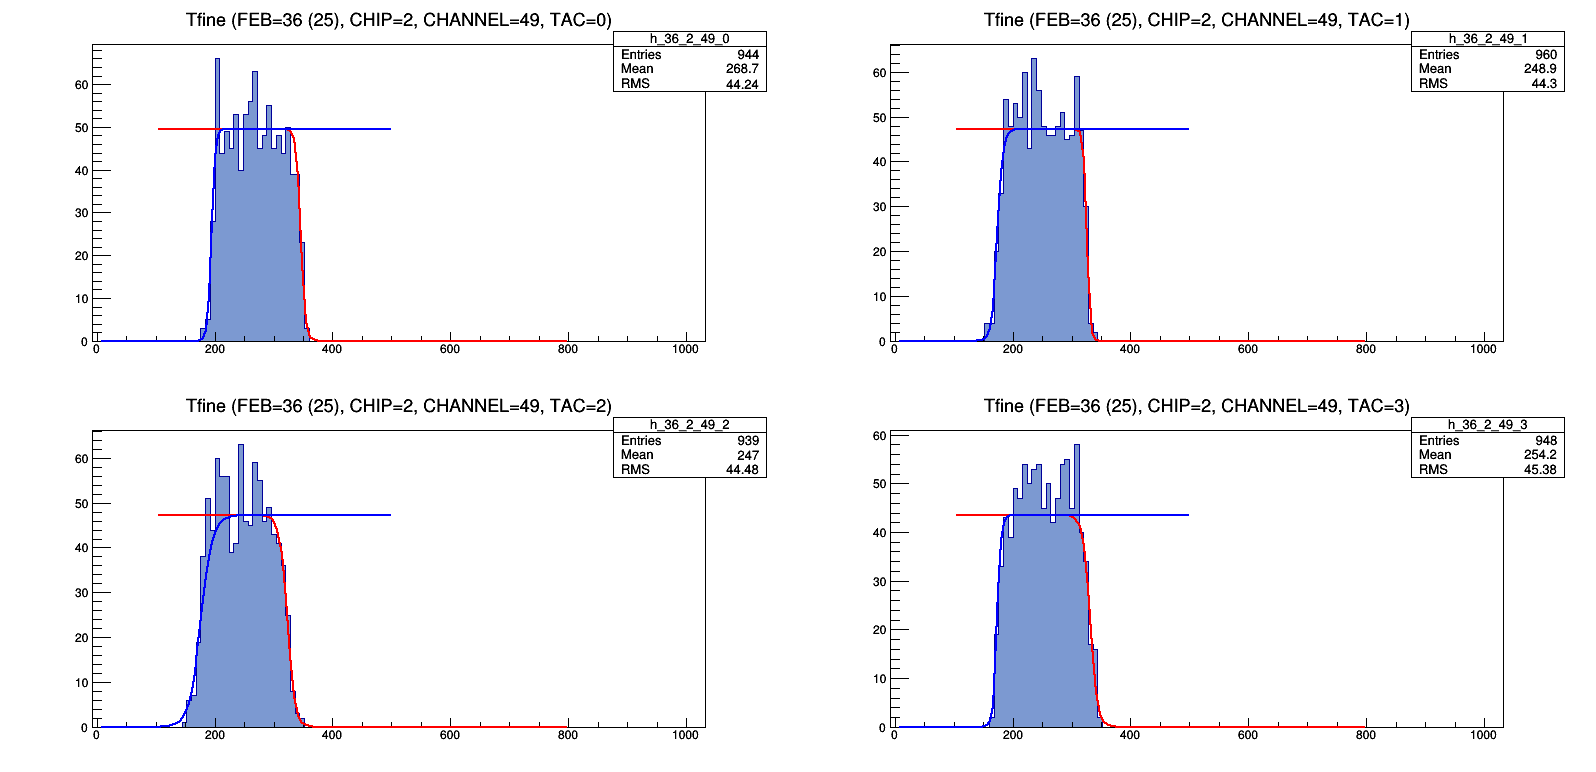 Tfine (FEB=36 (25), CHIP=2, CHANNEL=49, TAC=0)
h_36_2_49_0
Entries 944
Mean 268.7
RMS 44.24
60
50
40
30
20
10
0
0 200 400 600 800 1000
Tfine (FEB=36 (25), CHIP=2, CHANNEL=49, TAC=1)
h_36_2_49_1
Entries 960
Mean 248.9
RMS 44.3
60
50
40
30
20
10
0
0 200 400 600 800 1000
Tfine (FEB=36 (25), CHIP=2, CHANNEL=49, TAC=2)
h_36_2_49_2
Entries 939
Mean 247
RMS 44.48
60
50
40
30
20
10
0
0 200 400 600 800 1000
Tfine (FEB=36 (25), CHIP=2, CHANNEL=49, TAC=3)
h_36_2_49_3
Entries 948
Mean 254.2
RMS 45.38
60
50
40
30
20
10
0
0 200 400 600 800 1000